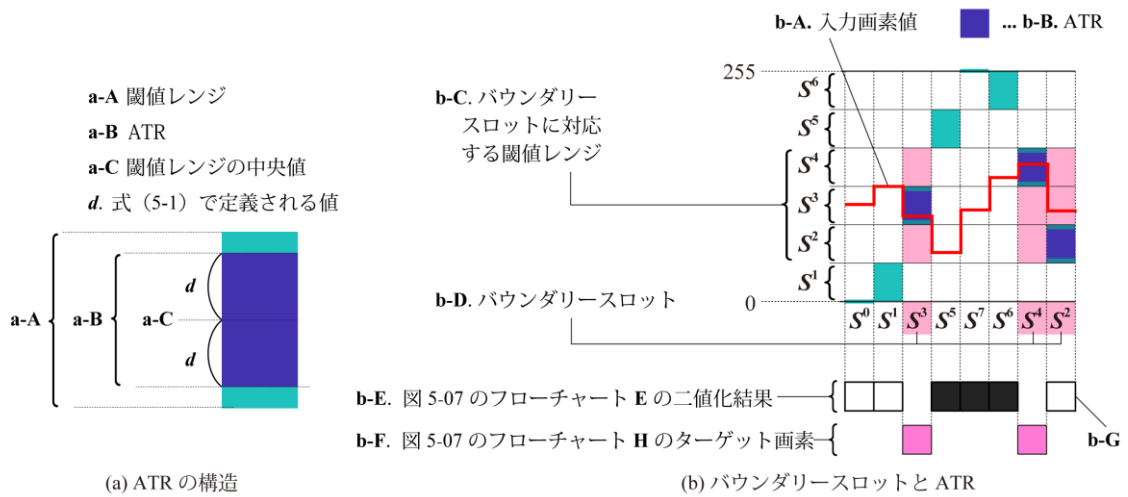 a-A 閾値レンジ
a-B ATR
a-C 閾値レンジの中央値
d. 式（5-1）で定義される値
a-A
a-B
a-C
d
d
(a) ATR の構造
b-A. 入力画素値
... b-B. ATR
b-C. バウンダリー
スロットに対応
する閾値レンジ
255
S⁶
S⁵
S⁴
S³
S²
S¹
0
b-D. バウンダリースロット
S⁰ S¹ S³ S⁵ S⁷ S⁶ S⁴ S²
b-E. 図 5-07 のフローチャート E の二値化結果
b-F. 図 5-07 のフローチャート H のターゲット画素
b-G
(b) バウンダリースロットと ATR